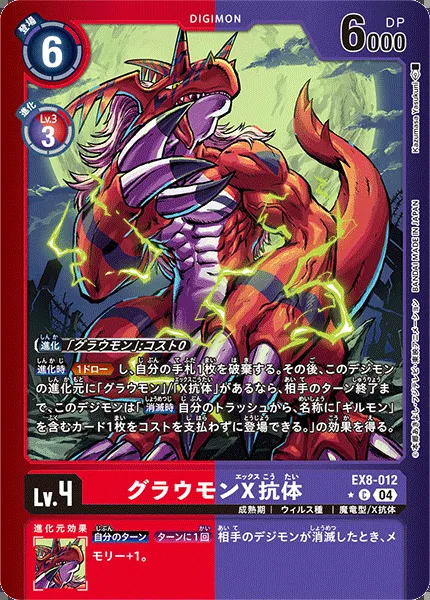 登場
6
DIGIMON
DP
6000
進化
Lv.3
3
Kazumasa Yasukuni
BANDAI MADE IN JAPAN
進化 「グラウモン」:コスト0
進化時 1ドロー し、自分の手札1枚を破棄する。その後、このデジモン
の進化元に「グラウモン」/「X抗体」があるなら、相手のターン終了ま
で、このデジモンは「 消滅時 自分のトラッシュから、名称に「ギルモン」
を含むカード1枚をコストを支払わずに登場できる。」の効果を得る。
Lv.4
グラウモンX抗体
EX8-012
C 04
成熟期 ウィルス種 魔竜型/X抗体
進化元効果
自分のターン ターンに1回 相手のデジモンが消滅したとき、メ
モリー+1。